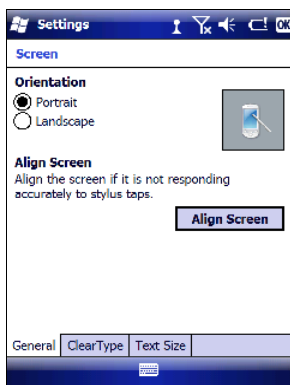 Settings
OK
Screen
Orientation
Portrait
Landscape
Align Screen
Align the screen if it is not responding
accurately to stylus taps.
Align Screen
General ClearType Text Size